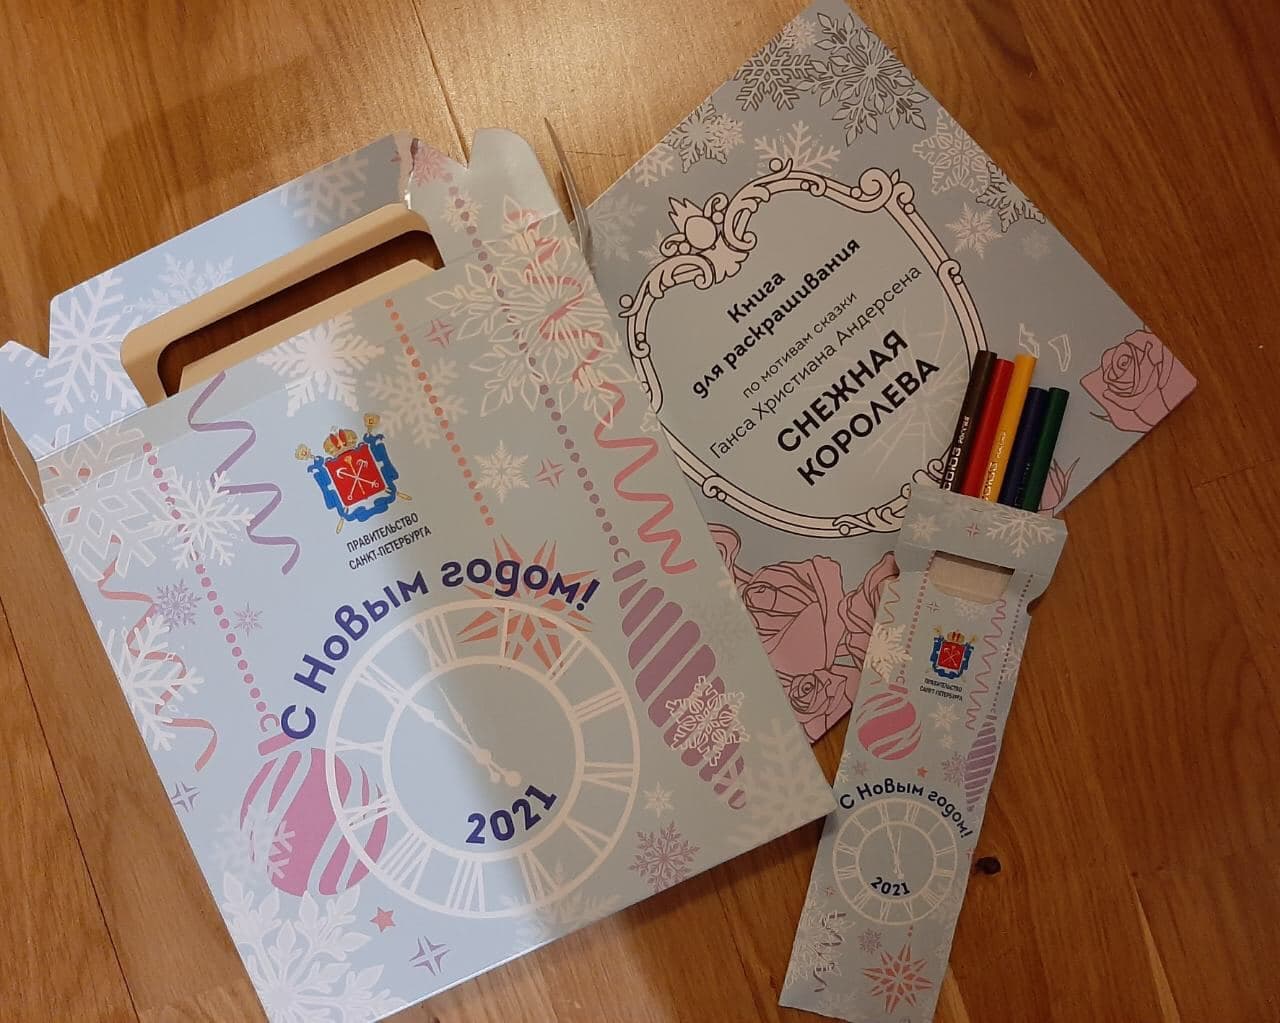 ПРАВИТЕЛЬСТВО
САНКТ-ПЕТЕРБУРГА
С Новым годом!
2021
Книга
для раскрашивания
по мотивам сказки
Ганса Христиана Андерсена
СНЕЖНАЯ
КОРОЛЕВА
ПРАВИТЕЛЬСТВО
САНКТ-ПЕТЕРБУРГА
С Новым годом!
2021